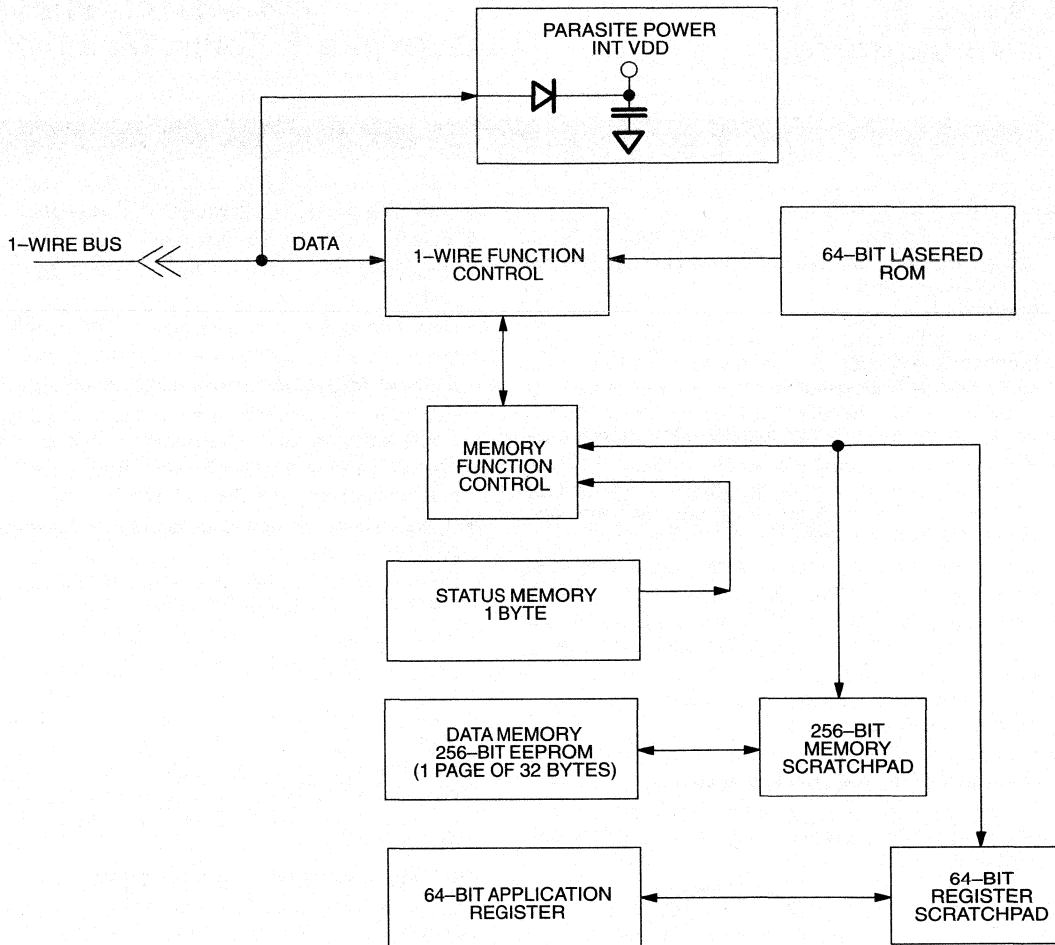 PARASITE POWER
INT VDD
1–WIRE BUS
DATA
1–WIRE FUNCTION
CONTROL
64–BIT LASERED
ROM
MEMORY
FUNCTION
CONTROL
STATUS MEMORY
1 BYTE
DATA MEMORY
256–BIT EEPROM
(1 PAGE OF 32 BYTES)
256–BIT
MEMORY
SCRATCHPAD
64–BIT APPLICATION
REGISTER
64–BIT
REGISTER
SCRATCHPAD